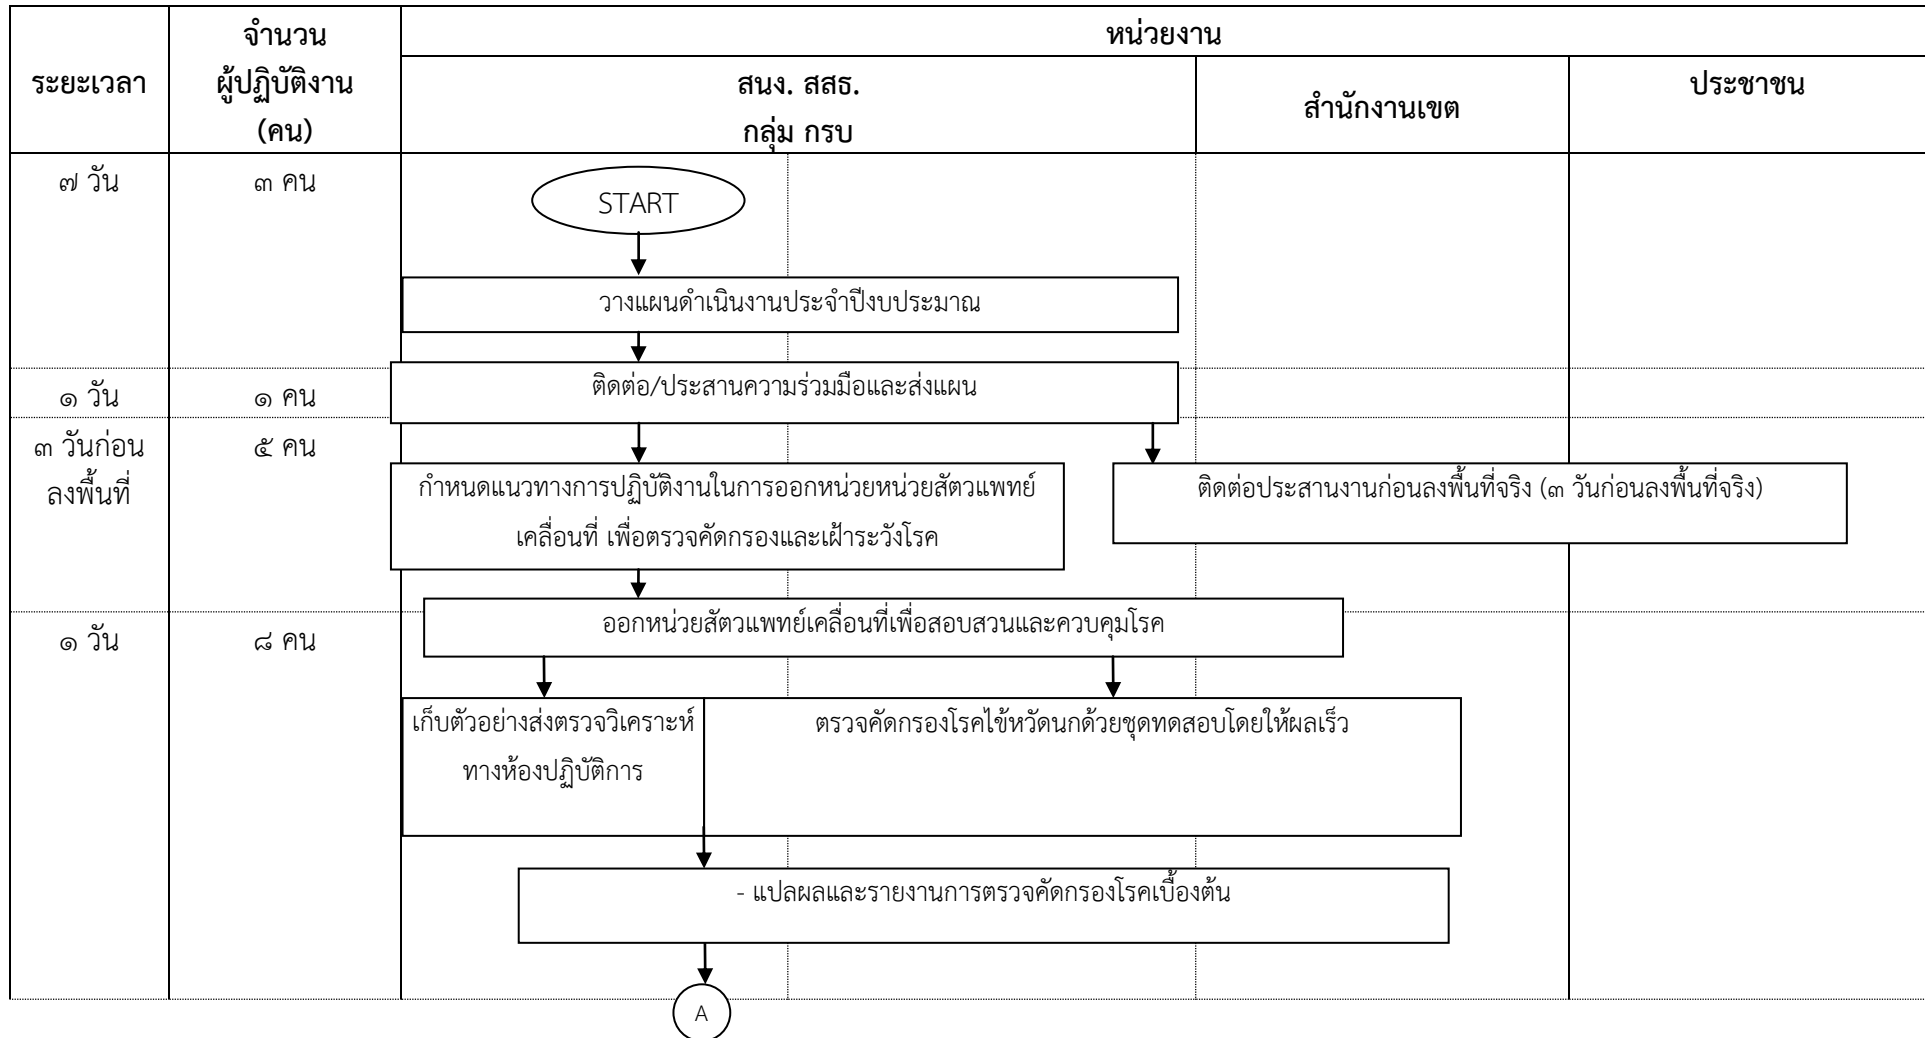 ระยะเวลา
จำนวน
ผู้ปฏิบัติงาน
(คน)
หน่วยงาน
สนง. สสธ.
กลุ่ม กรบ
สำนักงานเขต
ประชาชน
๗ วัน
๓ คน
START
วางแผนดำเนินงานประจำปีงบประมาณ
๑ วัน
๑ คน
ติดต่อ/ประสานความร่วมมือและส่งแผน
๓ วันก่อน
ลงพื้นที่
๕ คน
กำหนดแนวทางการปฏิบัติงานในการออกหน่วยหน่วยสัตวแพทย์
เคลื่อนที่ เพื่อตรวจคัดกรองและเฝ้าระวังโรค
ติดต่อประสานงานก่อนลงพื้นที่จริง (๓ วันก่อนลงพื้นที่จริง)
๑ วัน
๘ คน
ออกหน่วยสัตวแพทย์เคลื่อนที่เพื่อสอบสวนและควบคุมโรค
เก็บตัวอย่างส่งตรวจวิเคราะห์
ทางห้องปฏิบัติการ
ตรวจคัดกรองโรคไข้หวัดนกด้วยชุดทดสอบโดยให้ผลเร็ว
- แปลผลและรายงานการตรวจคัดกรองโรคเบื้องต้น
A